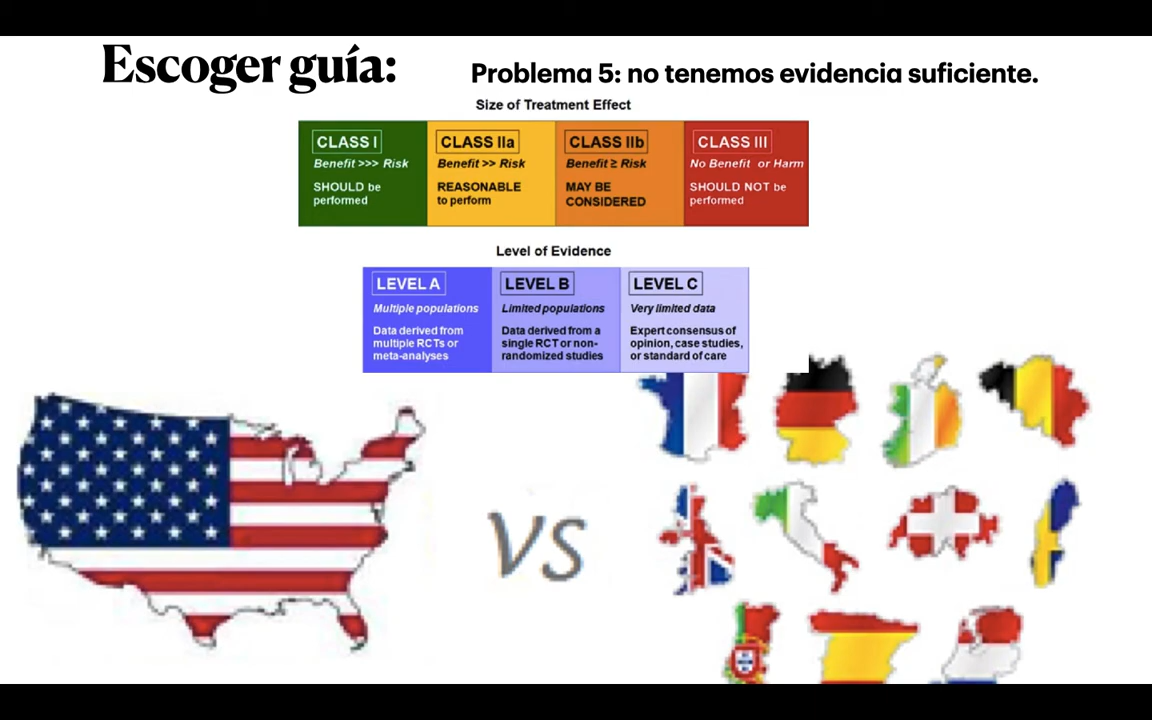 Escoger guía:
Problema 5: no tenemos evidencia suficiente.
Size of Treatment Effect
CLASS I
Benefit >>> Risk
SHOULD be
performed
CLASS IIa
Benefit >> Risk
REASONABLE
to perform
CLASS IIb
Benefit ≥ Risk
MAY BE
CONSIDERED
CLASS III
No Benefit or Harm
SHOULD NOT be
performed
Level of Evidence
LEVEL A
Multiple populations
Data derived from
multiple RCTs or
meta-analyses
LEVEL B
Limited populations
Data derived from a
single RCT or non-
randomized studies
LEVEL C
Very limited data
Expert consensus of
opinion, case studies,
or standard of care
VS